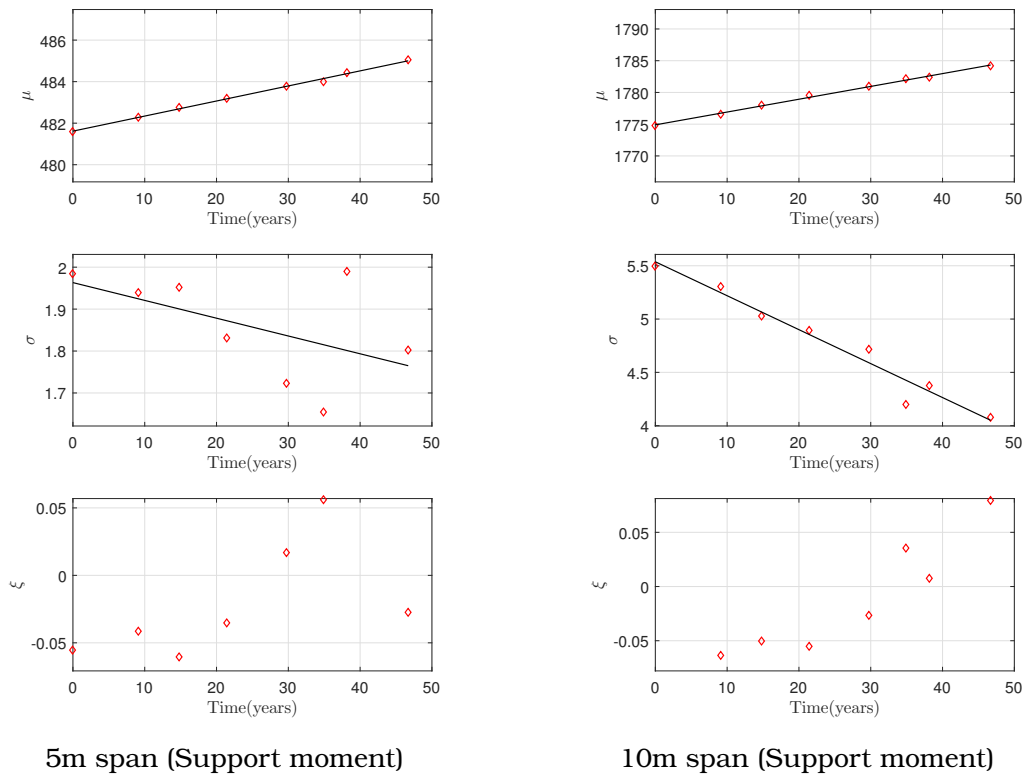 486
484
482
480
μ
0 10 20 30 40 50
Time(years)
1790
1785
1780
1775
1770
μ
0 10 20 30 40 50
Time(years)
2
1.9
1.8
1.7
σ
0 10 20 30 40 50
Time(years)
5.5
5
4.5
4
σ
0 10 20 30 40 50
Time(years)
0.05
0
-0.05
ξ
0 10 20 30 40 50
Time(years)
0.05
0
-0.05
ξ
0 10 20 30 40 50
Time(years)
5m span (Support moment)
10m span (Support moment)